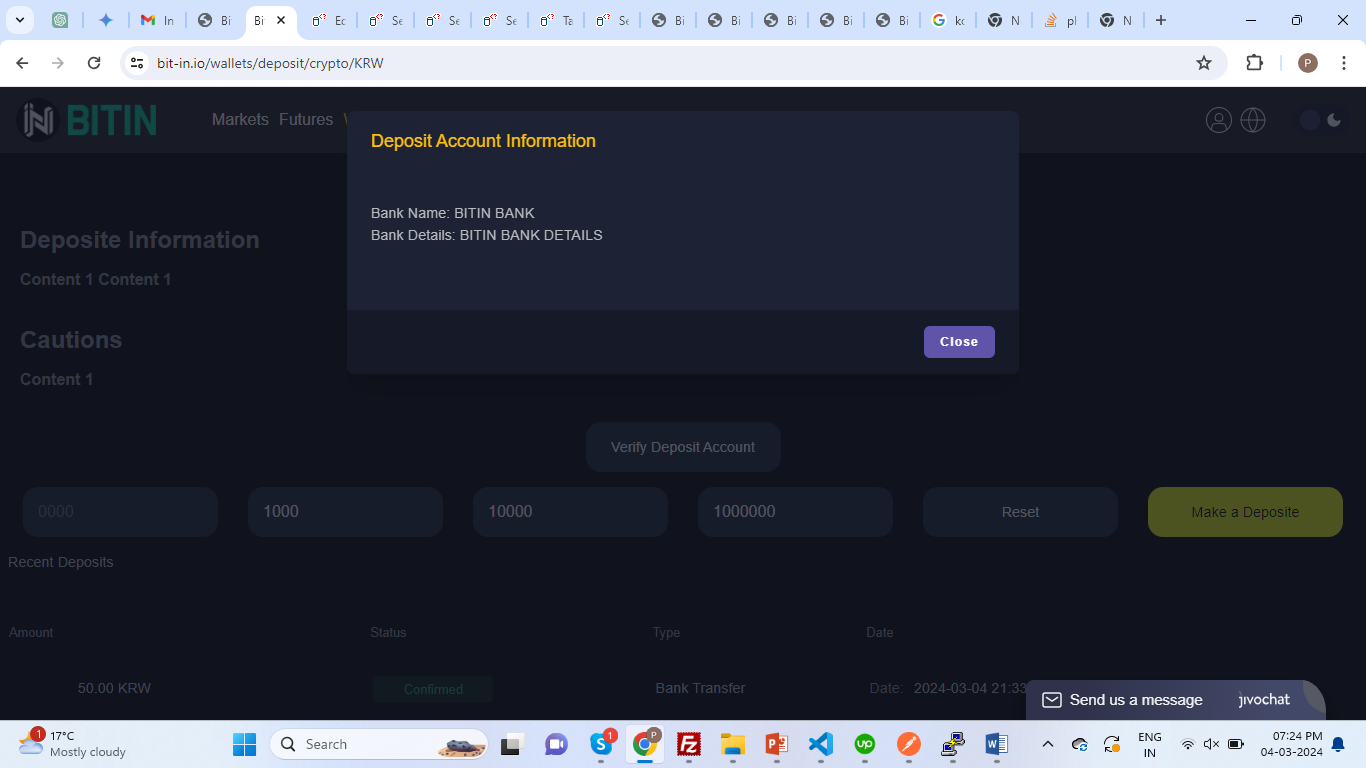 In
Bi
Bi
Ec
Se
Se
Se
Ta
Se
Bi
Bi
Bi
Bi
Bi
kc
N
pl
N
bit-in.io/wallets/deposit/crypto/KRW
P
BITIN
Markets Futures
Deposit Account Information
Bank Name: BITIN BANK
Bank Details: BITIN BANK DETAILS
Close
Deposite Information
Content 1 Content 1
Cautions
Content 1
Verify Deposit Account
0000 1000 10000 1000000 Reset Make a Deposite
Recent Deposits
Amount Status Type Date
50.00 KRW Confirmed Bank Transfer Date: 2024-03-04 21:33
Send us a message jivochat
1
17°C
Mostly cloudy
Search
1
P
up
ENG
IN
07:24 PM
04-03-2024